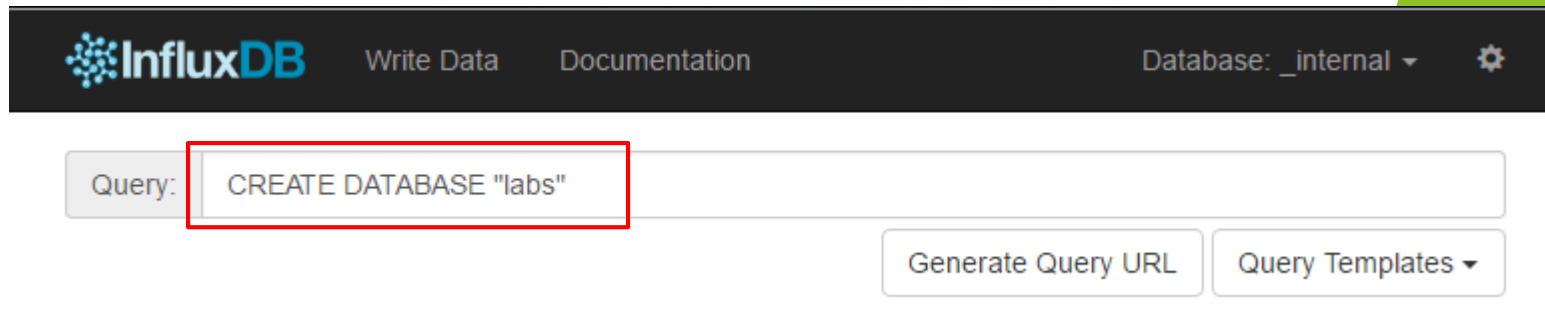 InfluxDB Write Data Documentation Database: _internal
Query: CREATE DATABASE "labs"
Generate Query URL Query Templates